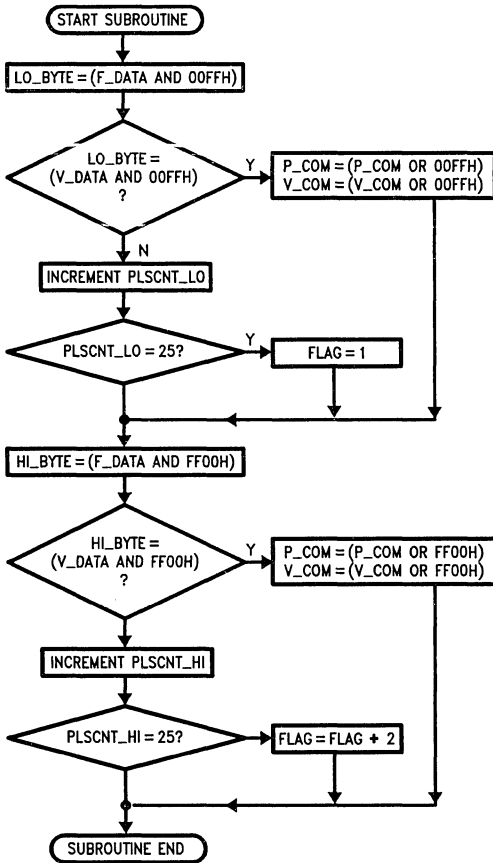 START SUBROUTINE
LO_BYTE=(F_DATA AND 00FFH)
LO_BYTE=
(V_DATA AND 00FFH)
?
Y
P_COM=(P_COM OR 00FFH)
V_COM=(V_COM OR 00FFH)
N
INCREMENT PLSCNT_LO
PLSCNT_LO=25?
Y
FLAG=1
HI_BYTE=(F_DATA AND FF00H)
HI_BYTE=
(V_DATA AND FF00H)
?
Y
P_COM=(P_COM OR FF00H)
V_COM=(V_COM OR FF00H)
INCREMENT PLSCNT_HI
PLSCNT_HI=25?
FLAG=FLAG + 2
SUBROUTINE END